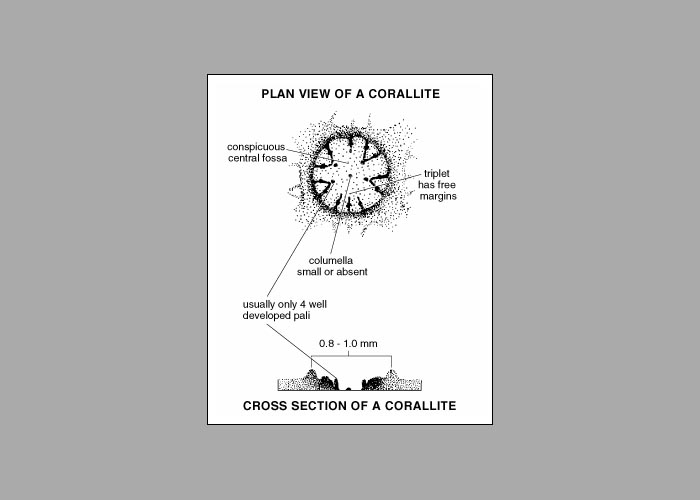 PLAN VIEW OF A CORALLITE
conspicuous
central fossa
triplet
has free
margins
columella
small or absent
usually only 4 well
developed pali
0.8 - 1.0 mm
CROSS SECTION OF A CORALLITE